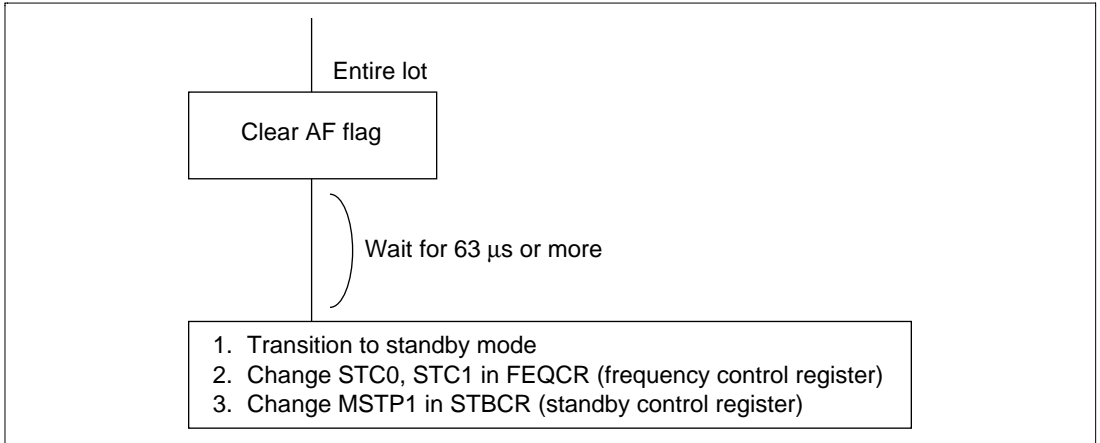 Entire lot
Clear AF flag
Wait for 63 μs or more
1. Transition to standby mode
2. Change STC0, STC1 in FEQCR (frequency control register)
3. Change MSTP1 in STBCR (standby control register)